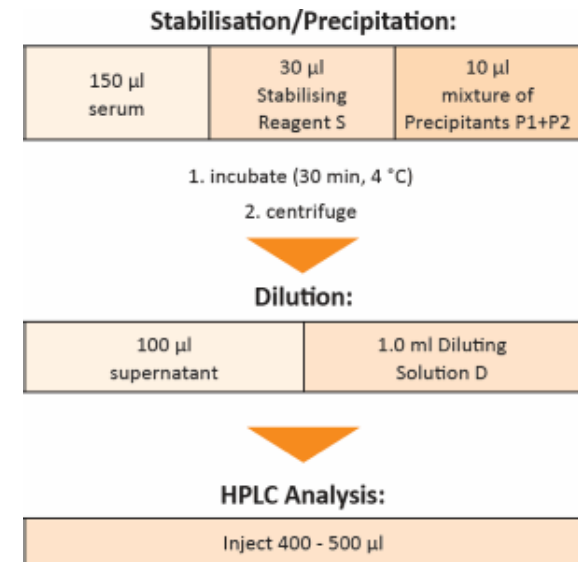 Stabilisation/Precipitation:
150 µl
serum
30 µl
Stabilising
Reagent S
10 µl
mixture of
Precipitants P1+P2
1. incubate (30 min, 4 °C)
2. centrifuge
Dilution:
100 µl
supernatant
1.0 ml Diluting
Solution D
HPLC Analysis:
Inject 400 - 500 µl